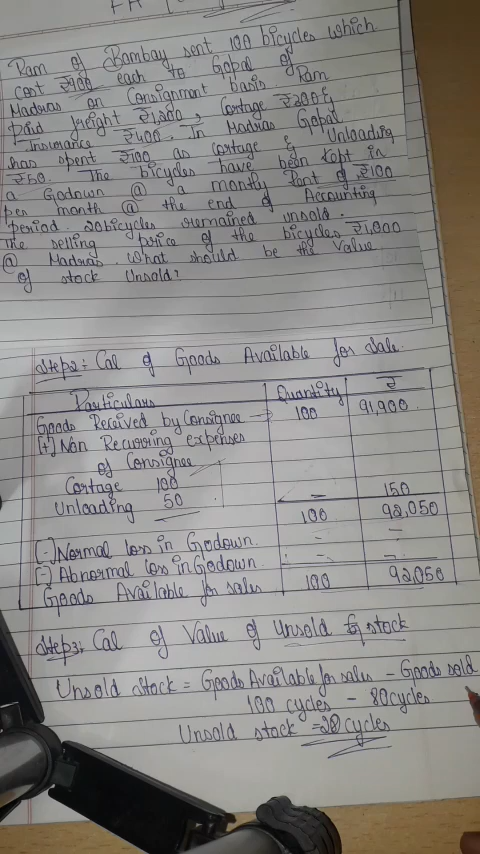 Ram of Bombay sent 100 bicycles which
cost ₹900 each to Gopal of
Madras on Consignment basis Ram
paid freight ₹1,200, Cartage ₹200 &
Insurance ₹400. In Madras Gopal
has spent ₹100 as cartage & Unloading
₹50. The bicycles have been kept in
a Godown @ a monthly Rent of ₹100
per month @ the end of Accounting
period. 20 bicycles remained unsold.
The selling price of the bicycles ₹1,000
@ Madras. What should be the Value
of stock Unsold?
Step 2: Cal of Goods Available for Sale.
Particulars Quantity ₹
Goods Received by Consignee → 100 91,900
[+] Non Recurring expenses
of Consignee
Cartage 100
Unloading 50 - 150
100 92,050
[-] Normal loss in Godown. - -
[-] Abnormal loss in Godown. - -
Goods Available for sales 100 92,050
Step 3: Cal of Value of Unsold stock
Unsold Stock = Goods Available for sales - Goods sold
100 cycles - 80 cycles
Unsold stock = 20 cycles